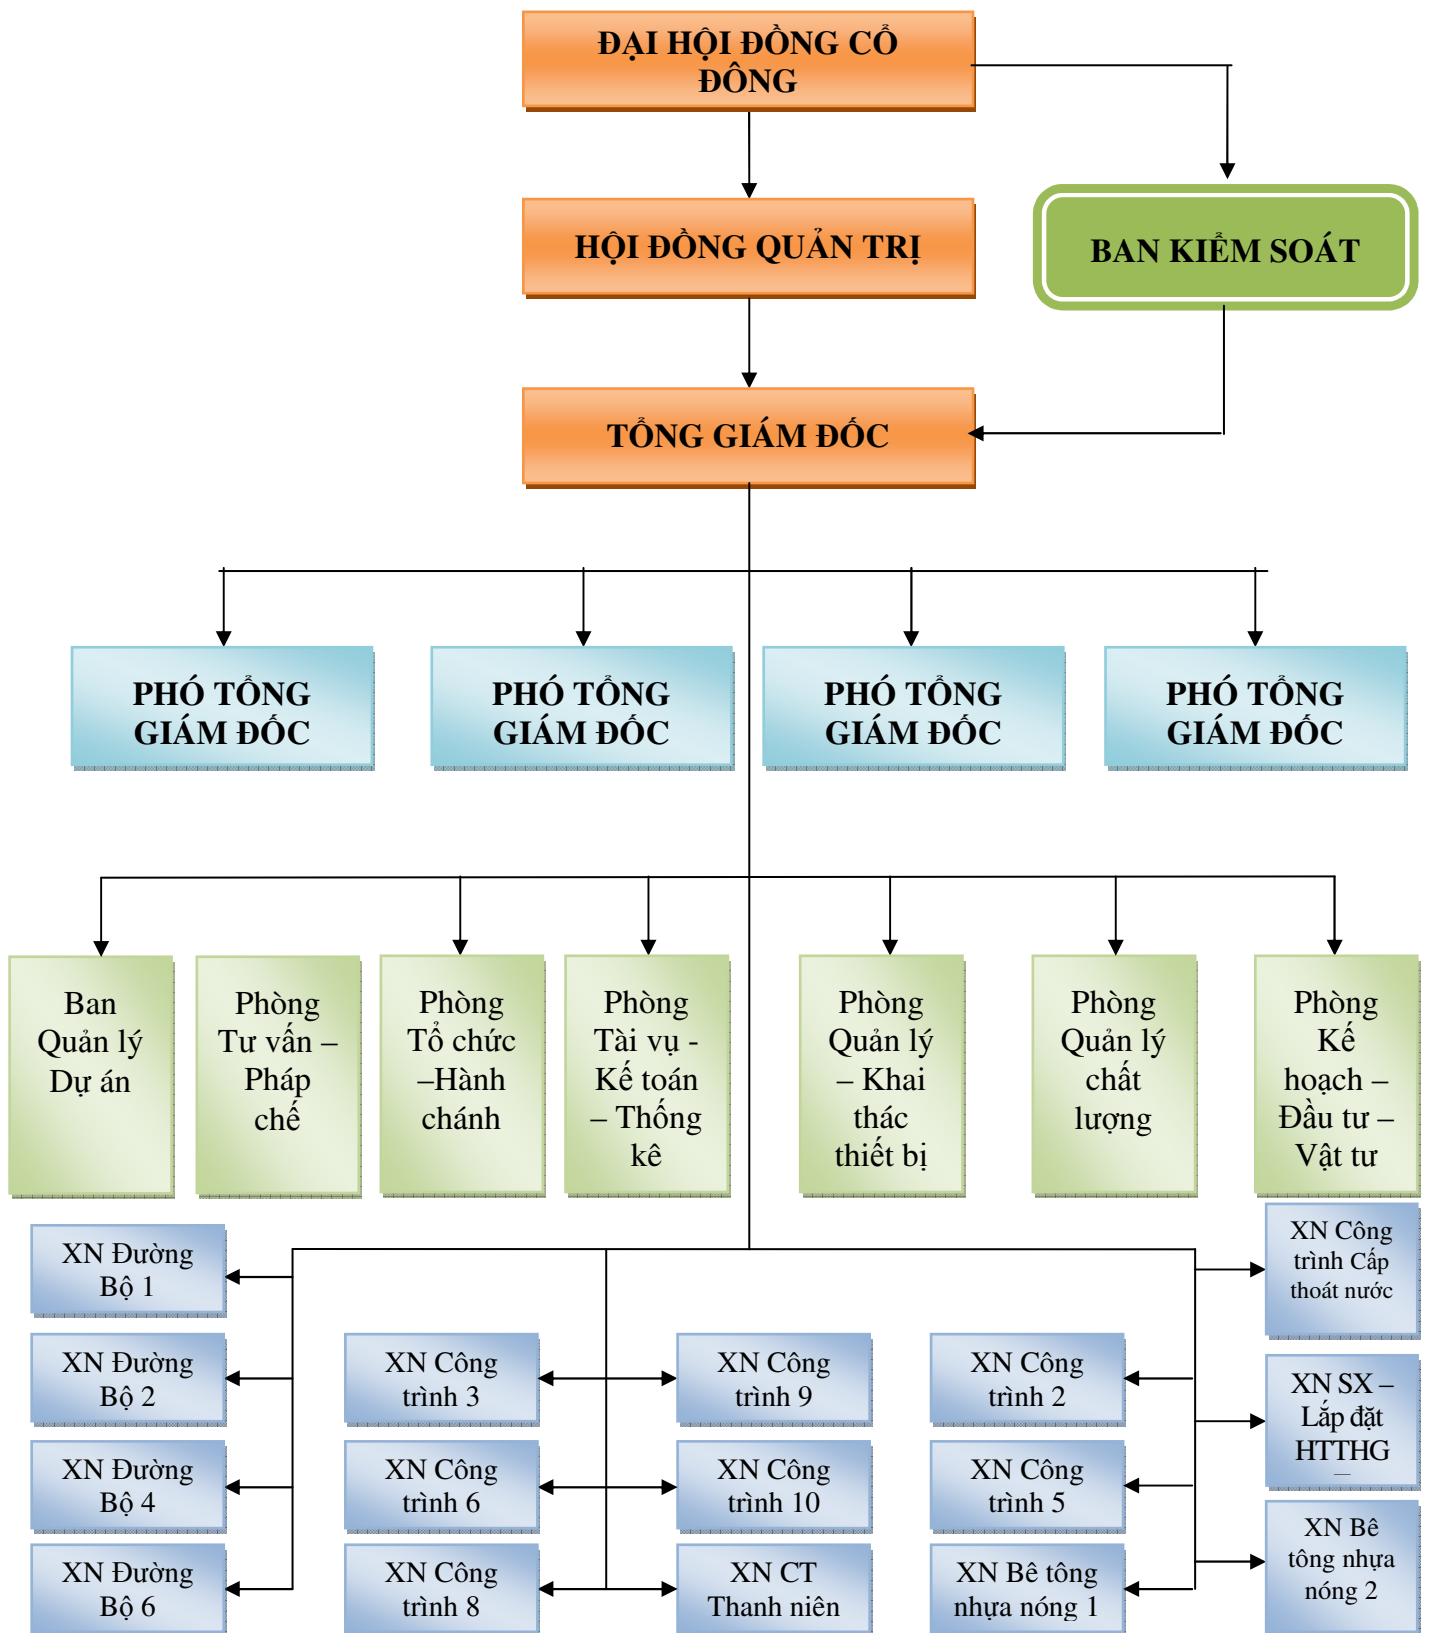 ĐẠI HỘI ĐỒNG CỔ
ĐÔNG
HỘI ĐỒNG QUẢN TRỊ
BAN KIỂM SOÁT
TỔNG GIÁM ĐỐC
PHÓ TỔNG
GIÁM ĐỐC
PHÓ TỔNG
GIÁM ĐỐC
PHÓ TỔNG
GIÁM ĐỐC
PHÓ TỔNG
GIÁM ĐỐC
Ban
Quản lý
Dự án
Phòng
Tư vấn –
Pháp
chế
Phòng
Tổ chức
–Hành
chánh
Phòng
Tài vụ -
Kế toán
– Thống
kê
Phòng
Quản lý
– Khai
thác
thiết bị
Phòng
Quản lý
chất
lượng
Phòng
Kế
hoạch –
Đầu tư –
Vật tư
XN Đường
Bộ 1
XN Công
trình Cấp
thoát nước
XN Đường
Bộ 2
XN Công
trình 3
XN Công
trình 9
XN Công
trình 2
XN SX –
Lắp đặt
HTTHG
XN Đường
Bộ 4
XN Công
trình 6
XN Công
trình 10
XN Công
trình 5
XN Bê
tông nhựa
nóng 2
XN Đường
Bộ 6
XN Công
trình 8
XN CT
Thanh niên
XN Bê tông
nhựa nóng 1